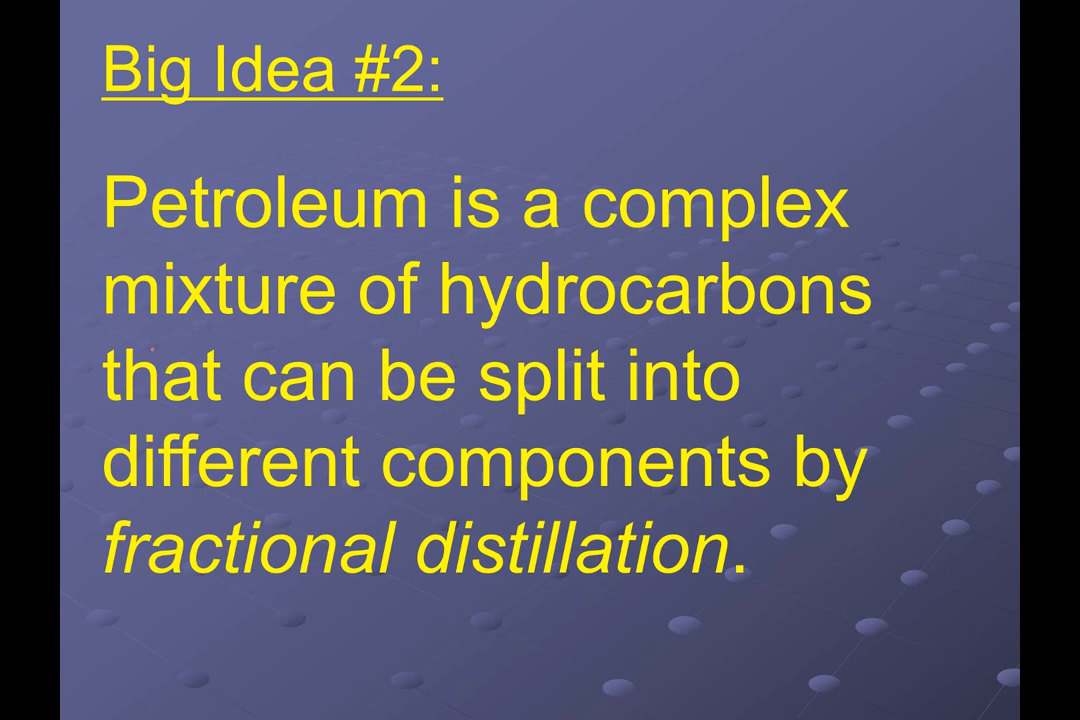 Big Idea #2:
Petroleum is a complex
mixture of hydrocarbons
that can be split into
different components by
fractional distillation.